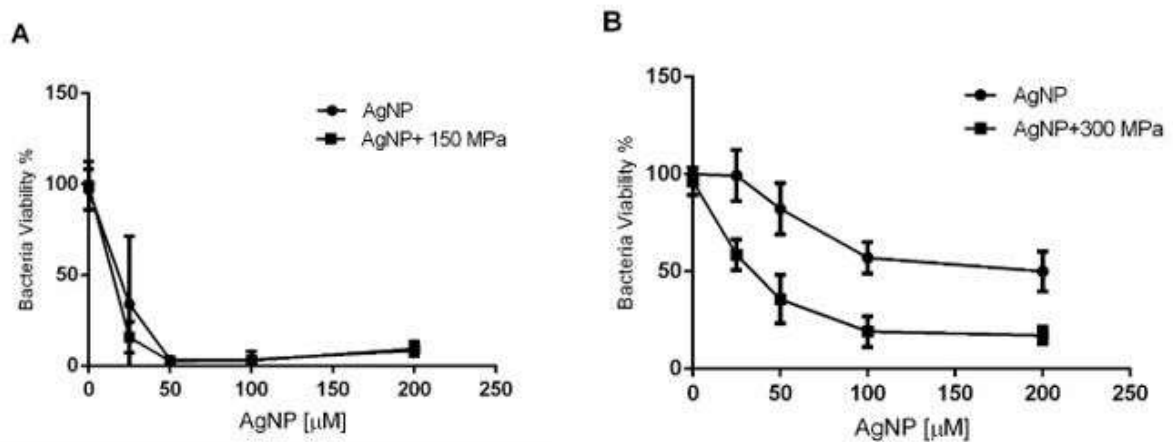 A
150
AgNP
AgNP+ 150 MPa
100
50
0
Bacteria Viability %
0 50 100 150 200 250
AgNP [μM]
B
150
AgNP
AgNP+300 MPa
100
50
0
Bacteria Viability %
0 50 100 150 200 250
AgNP [μM]